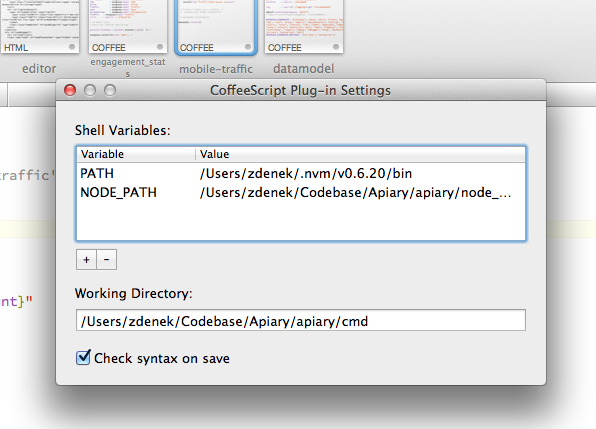 HTML
COFFEE
COFFEE
COFFEE
editor
engagement_stat
s
mobile-traffic
datamodel
CoffeeScript Plug-in Settings
Shell Variables:
Variable
Value
PATH
/Users/zdenek/.nvm/v0.6.20/bin
NODE_PATH
/Users/zdenek/Codebase/Apiary/apiary/node_...
+
-
raffic'
nt}"
Working Directory:
/Users/zdenek/Codebase/Apiary/apiary/cmd
Check syntax on save